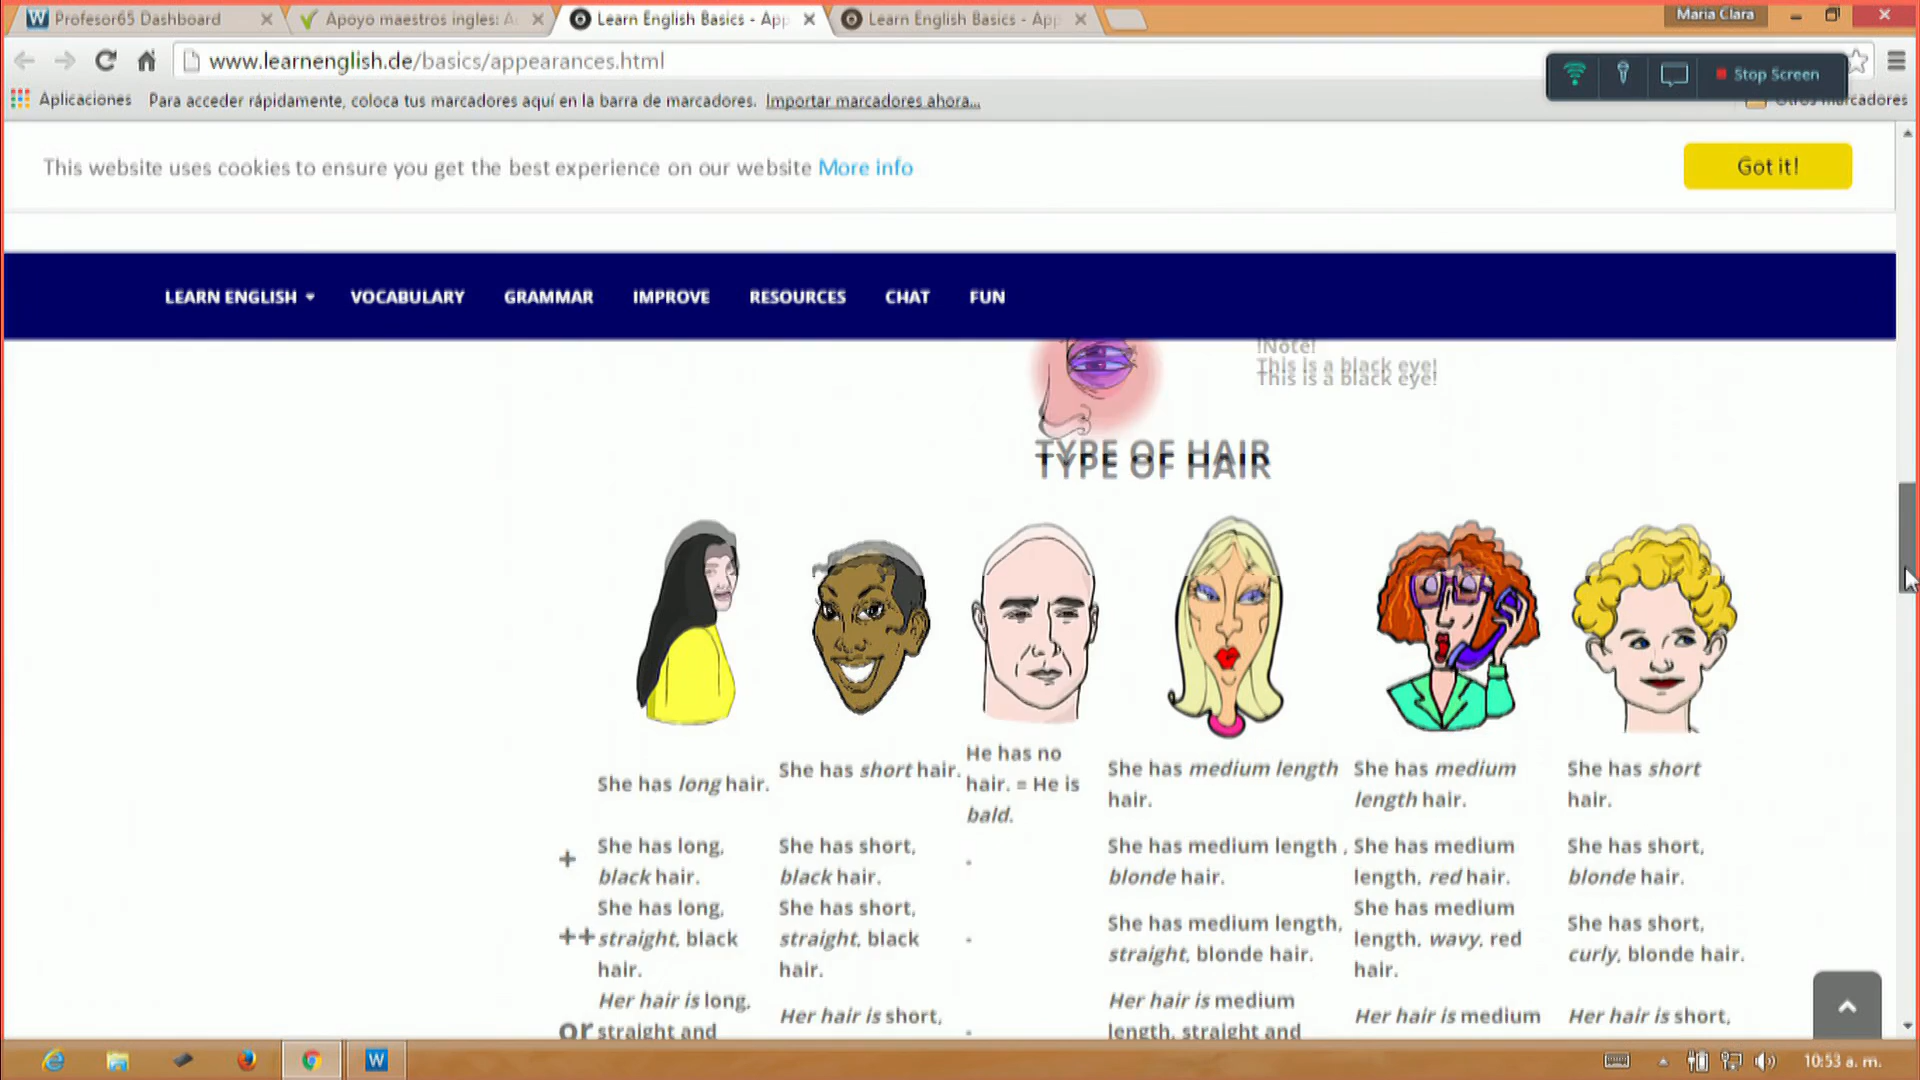 Profesor65 Dashboard
Apoyo maestros ingles: A
Learn English Basics - App
Learn English Basics - App
Maria Clara
www.learnenglish.de/basics/appearances.html
Stop Screen
Aplicaciones
Para acceder rápidamente, coloca tus marcadores aquí en la barra de marcadores.
Importar marcadores ahora...
Otros marcadores
This website uses cookies to ensure you get the best experience on our website More info
Got it!
LEARN ENGLISH
VOCABULARY
GRAMMAR
IMPROVE
RESOURCES
CHAT
FUN
!Note!
This is a black eye!
TYPE OF HAIR
She has long hair.
She has short hair.
He has no
hair. = He is
bald.
She has medium length
hair.
She has medium
length hair.
She has short
hair.
+
She has long,
black hair.
She has short,
black hair.
She has medium length ,
blonde hair.
She has medium
length, red hair.
She has short,
blonde hair.
++
She has long,
straight, black
hair.
She has short,
straight, black
hair.
She has medium length,
straight, blonde hair.
She has medium
length, wavy, red
hair.
She has short,
curly, blonde hair.
or
Her hair is long,
straight and
Her hair is short,
Her hair is medium
length, straight and
Her hair is medium
Her hair is short,
10:53 a. m.